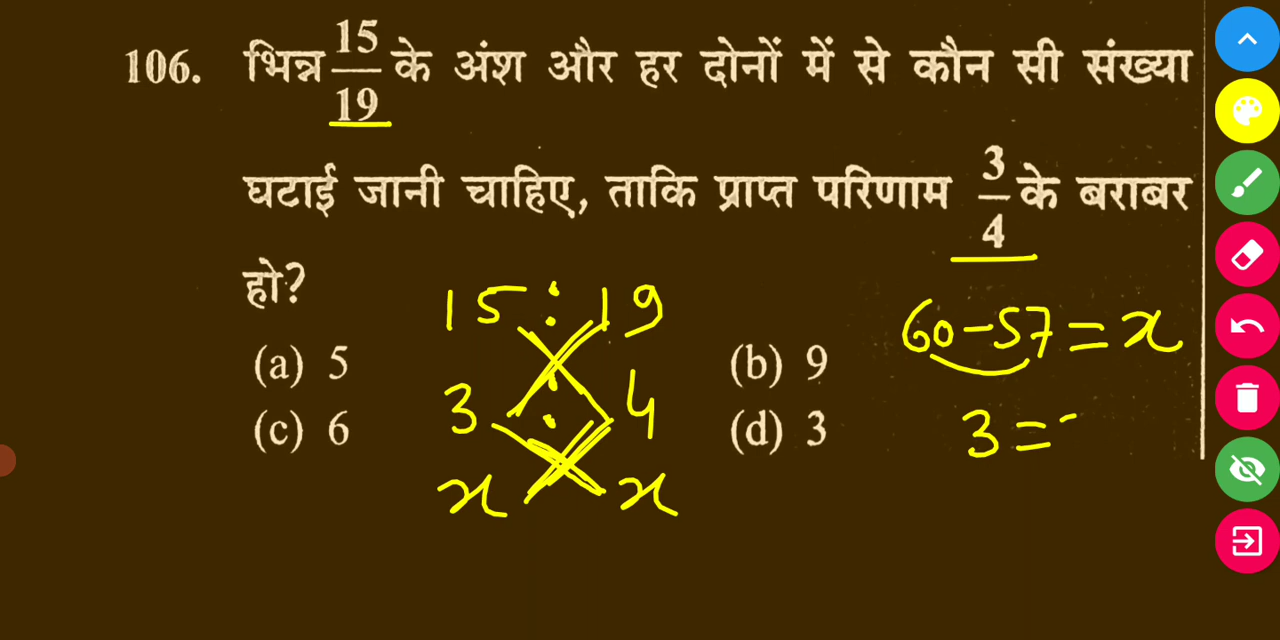 106. भिन्न 15/19 के अंश और हर दोनों में से कौन सी संख्या
घटाई जानी चाहिए, ताकि प्राप्त परिणाम 3/4 के बराबर
हो?
15 : 19
60-57=x
(a) 5
(b) 9
3 : 4
(c) 6
(d) 3
3=
x x